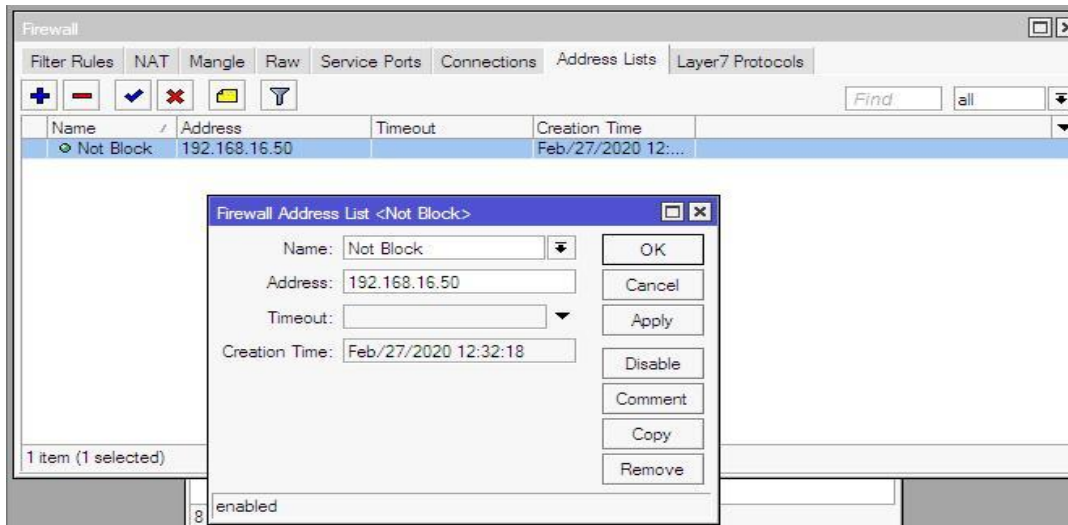 Firewall
Filter Rules NAT Mangle Raw Service Ports Connections Address Lists Layer7 Protocols
Find all
Name Address Timeout Creation Time
Not Block 192.168.16.50 Feb/27/2020 12:...
Firewall Address List <Not Block>
Name: Not Block OK
Address: 192.168.16.50 Cancel
Timeout: Apply
Creation Time: Feb/27/2020 12:32:18
Disable
Comment
Copy
1 item (1 selected) Remove
8 enabled